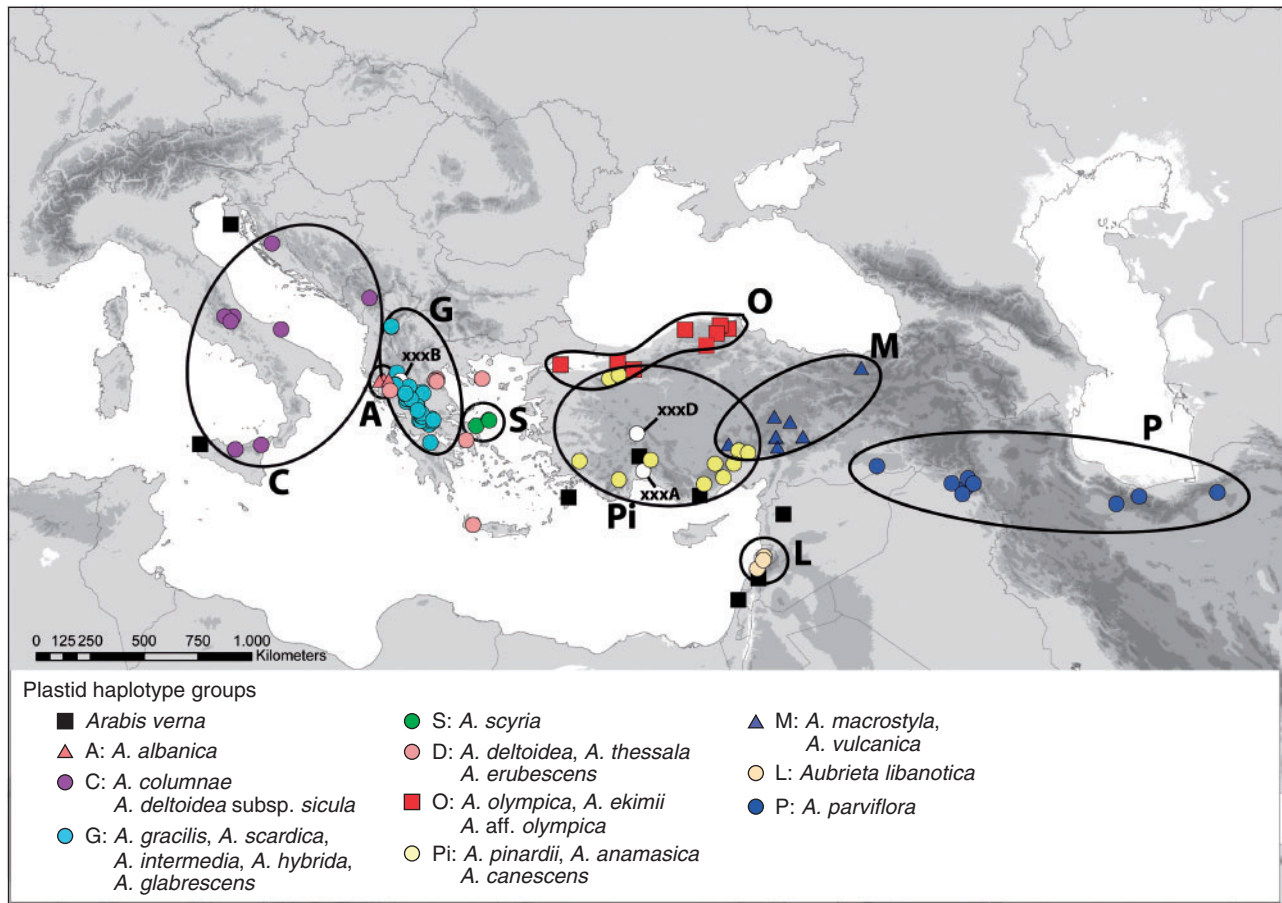 O
G
M
xxxB
A
S
xxxD
P
C
xxxA
Pi
L
0 125 250 500 750 1.000
Kilometers
Plastid haplotype groups
Arabis verna
A: A. albanica
C: A. columnae
A. deltoidea subsp. sicula
G: A. gracilis, A. scardica,
A. intermedia, A. hybrida,
A. glabrescens
S: A. scyria
D: A. deltoidea, A. thessala
A. erubescens
O: A. olympica, A. ekimii
A. aff. olympica
Pi: A. pinardii, A. anamasica
A. canescens
M: A. macrostyla,
A. vulcanica
L: Aubrieta libanotica
P: A. parviflora